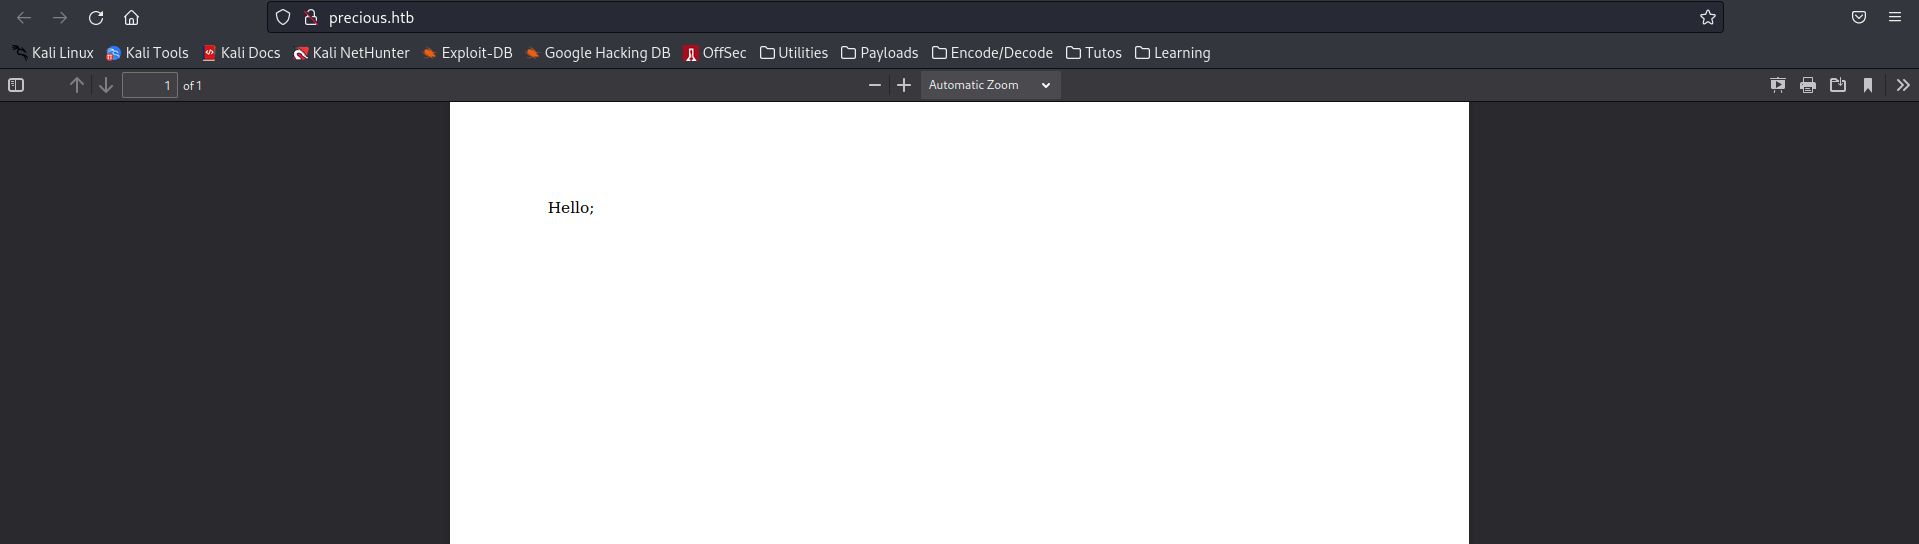 precious.htb
Kali Linux Kali Tools Kali Docs Kali NetHunter Exploit-DB Google Hacking DB OffSec Utilities Payloads Encode/Decode Tutos Learning
1 of 1 Automatic Zoom
Hello;